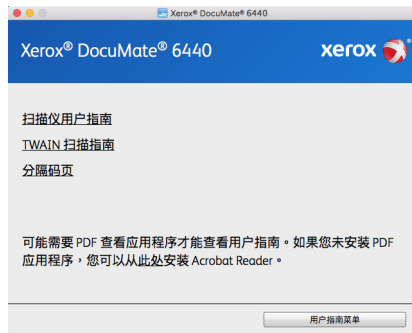 Xerox® DocuMate® 6440
Xerox® DocuMate® 6440
xerox
扫描仪用户指南
TWAIN 扫描指南
分隔码页
可能需要 PDF 查看应用程序才能查看用户指南。如果您未安装 PDF
应用程序，您可以从此处安装 Acrobat Reader。
用户指南菜单